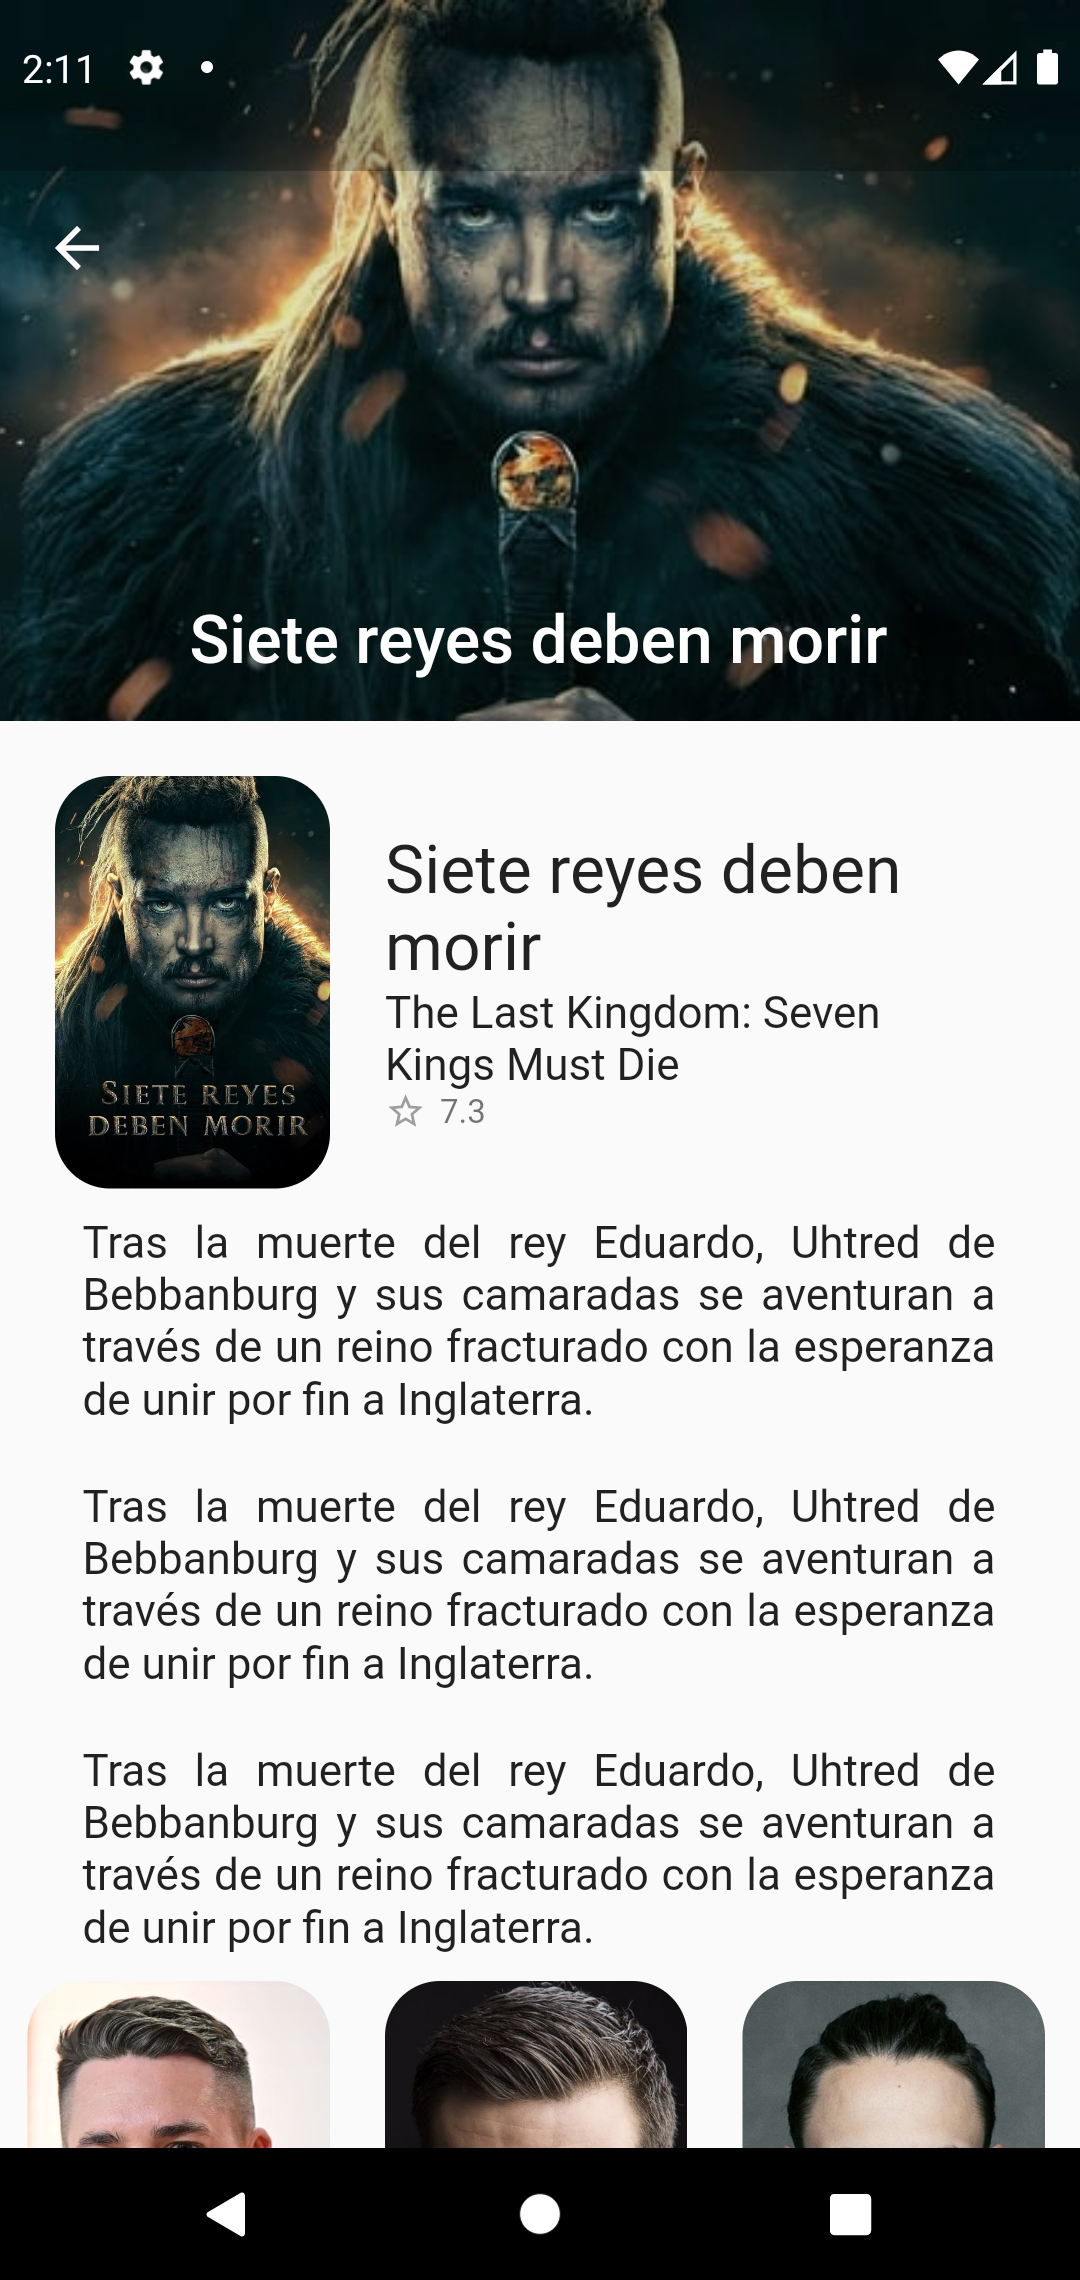 2:11
Siete reyes deben morir
SIETE REYES
DEBEN MORIR
Siete reyes deben
morir
The Last Kingdom: Seven
Kings Must Die
7.3
Tras la muerte del rey Eduardo, Uhtred de
Bebbanburg y sus camaradas se aventuran a
través de un reino fracturado con la esperanza
de unir por fin a Inglaterra.
Tras la muerte del rey Eduardo, Uhtred de
Bebbanburg y sus camaradas se aventuran a
través de un reino fracturado con la esperanza
de unir por fin a Inglaterra.
Tras la muerte del rey Eduardo, Uhtred de
Bebbanburg y sus camaradas se aventuran a
través de un reino fracturado con la esperanza
de unir por fin a Inglaterra.